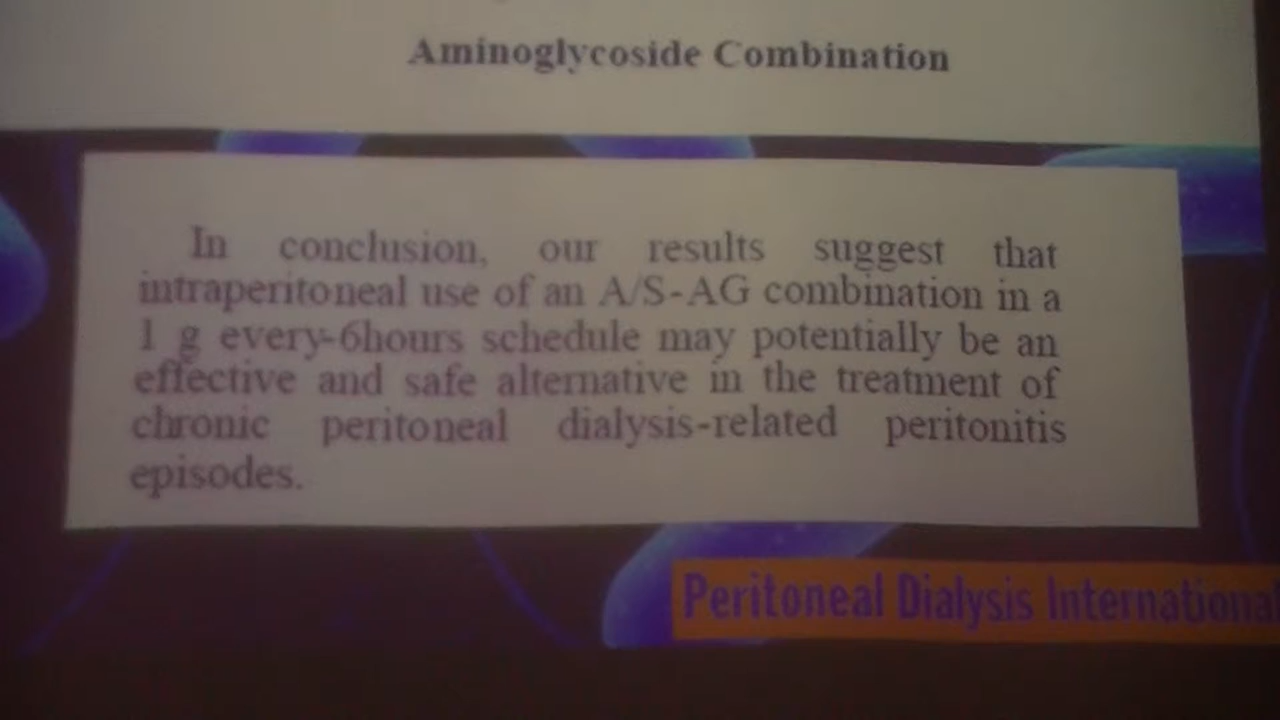 Aminoglycoside Combination
In conclusion, our results suggest that
intraperitoneal use of an A/S-AG combination in a
1 g every-6hours schedule may potentially be an
effective and safe alternative in the treatment of
chronic peritoneal dialysis-related peritonitis
episodes.
Peritoneal Dialysis International